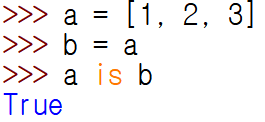 >>> a = [1, 2, 3]
>>> b = a
>>> a is b
True